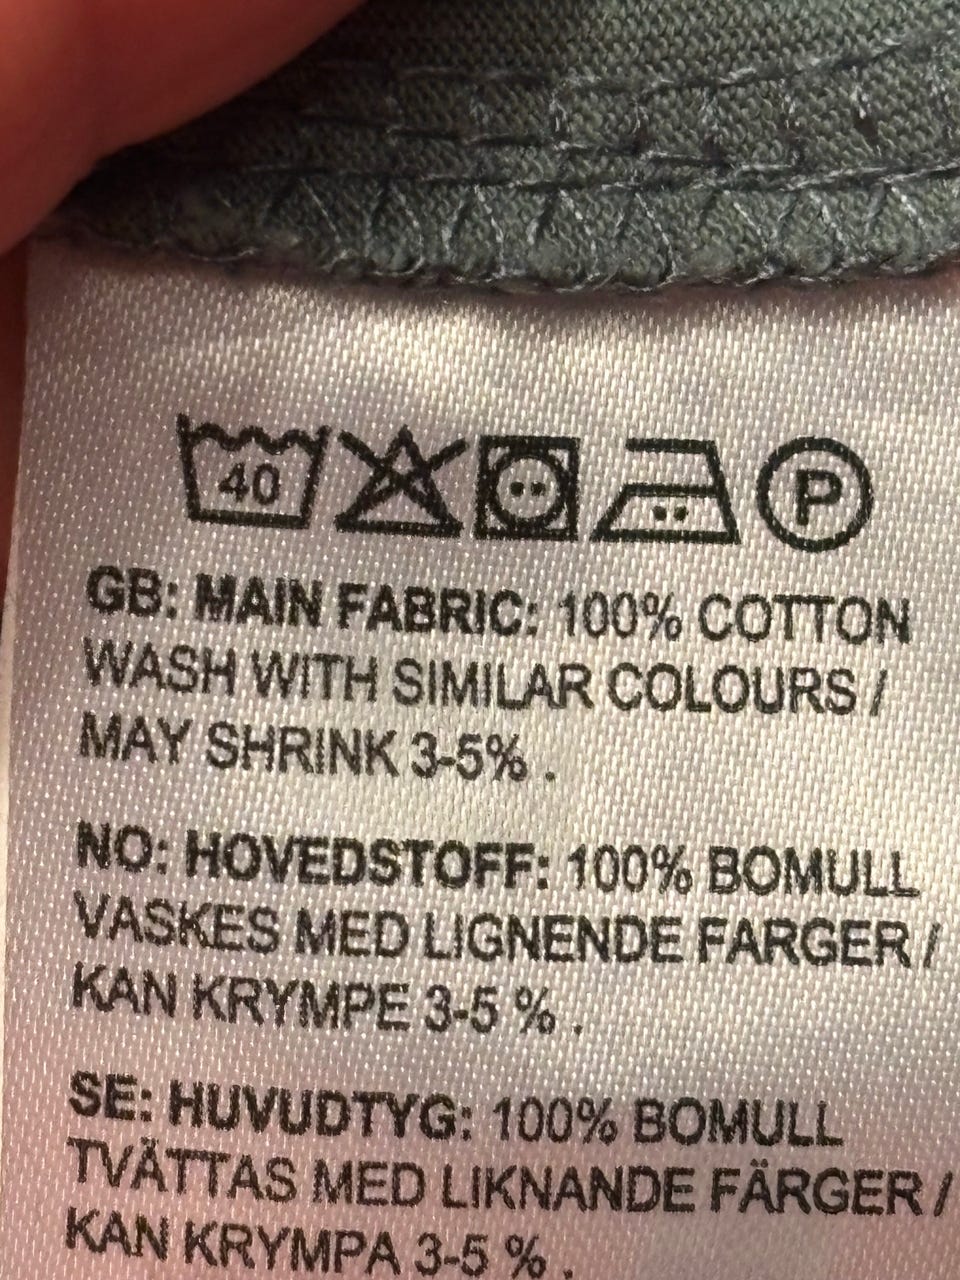 40 P
GB: MAIN FABRIC: 100% COTTON
WASH WITH SIMILAR COLOURS /
MAY SHRINK 3-5% .
NO: HOVEDSTOFF: 100% BOMULL
VASKES MED LIGNENDE FARGER /
KAN KRYMPE 3-5 % .
SE: HUVUDTYG: 100% BOMULL
TVÄTTAS MED LIKNANDE FÄRGER /
KAN KRYMPA 3-5 % .